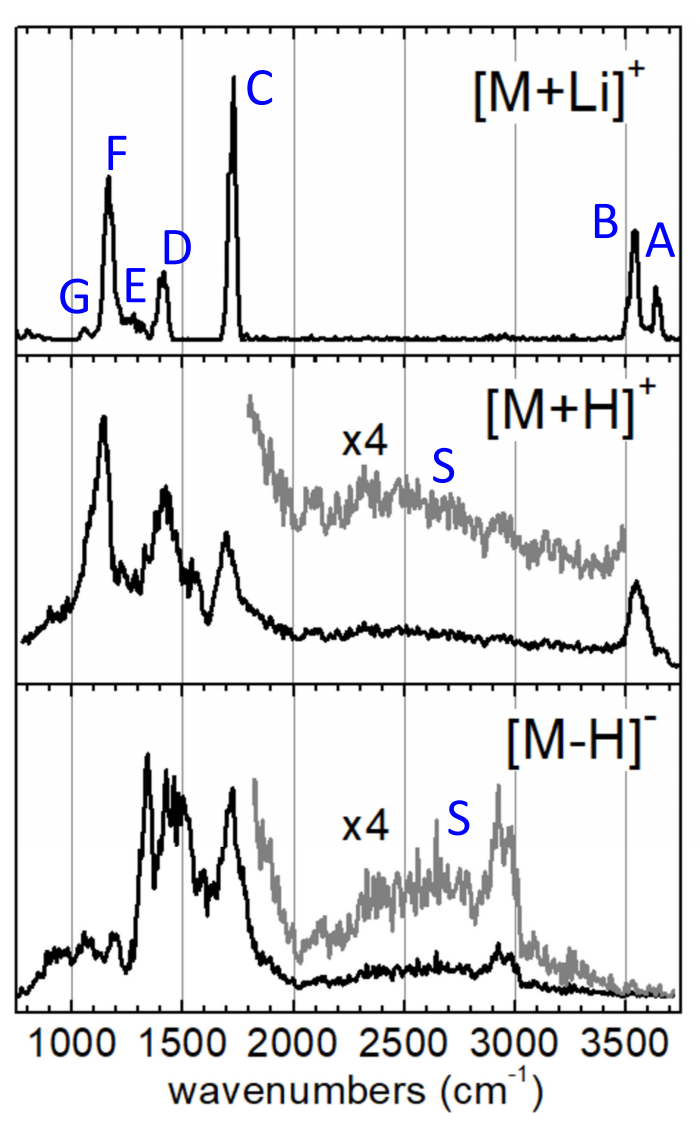 [M+Li]+
C
F
B
A
D
G
E
[M+H]+
x4
S
[M-H]-
x4
S
1000 1500 2000 2500 3000 3500
wavenumbers (cm-1)